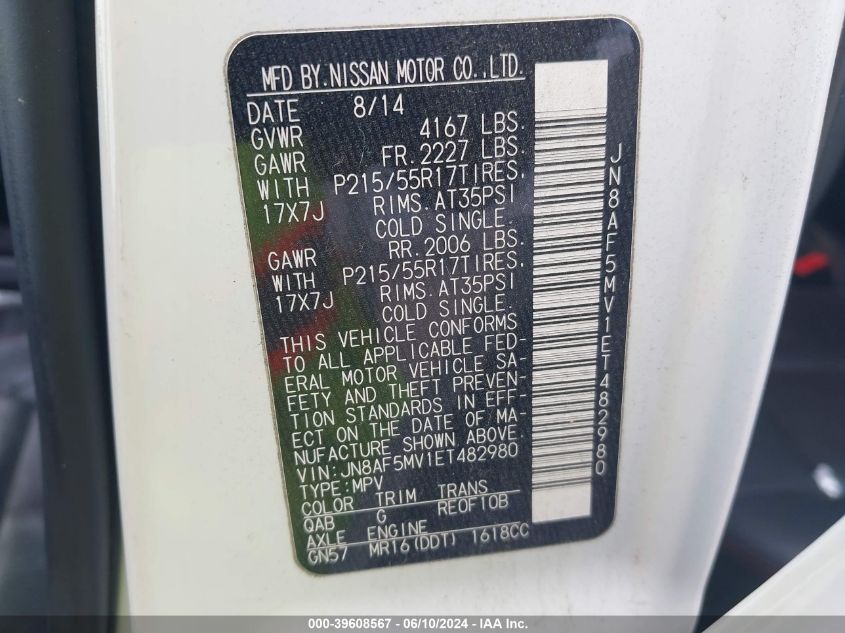 MFD BY.NISSAN MOTOR CO.,LTD.
DATE 8/14
GVWR 4167 LBS.
GAWR FR. 2227 LBS.
WITH P215/55R17TIRES,
17X7J RIMS. AT35PSI
COLD SINGLE.
GAWR RR. 2006 LBS.
WITH P215/55R17TIRES,
17X7J RIMS. AT35PSI
COLD SINGLE.
THIS VEHICLE CONFORMS
TO ALL APPLICABLE FED-
ERAL MOTOR VEHICLE SA-
FETY AND THEFT PREVEN-
TION STANDARDS IN EFF-
ECT ON THE DATE OF MA-
NUFACTURE SHOWN ABOVE.
VIN: JN8AF5MV1ET482980
TYPE: MPV
COLOR TRIM TRANS
QAB G RE0F10B
AXLE ENGINE
GN57 MR16(DDT) 1618CC
JN8AF5MV1ET482980
000-39608567 - 06/10/2024 - IAA Inc.